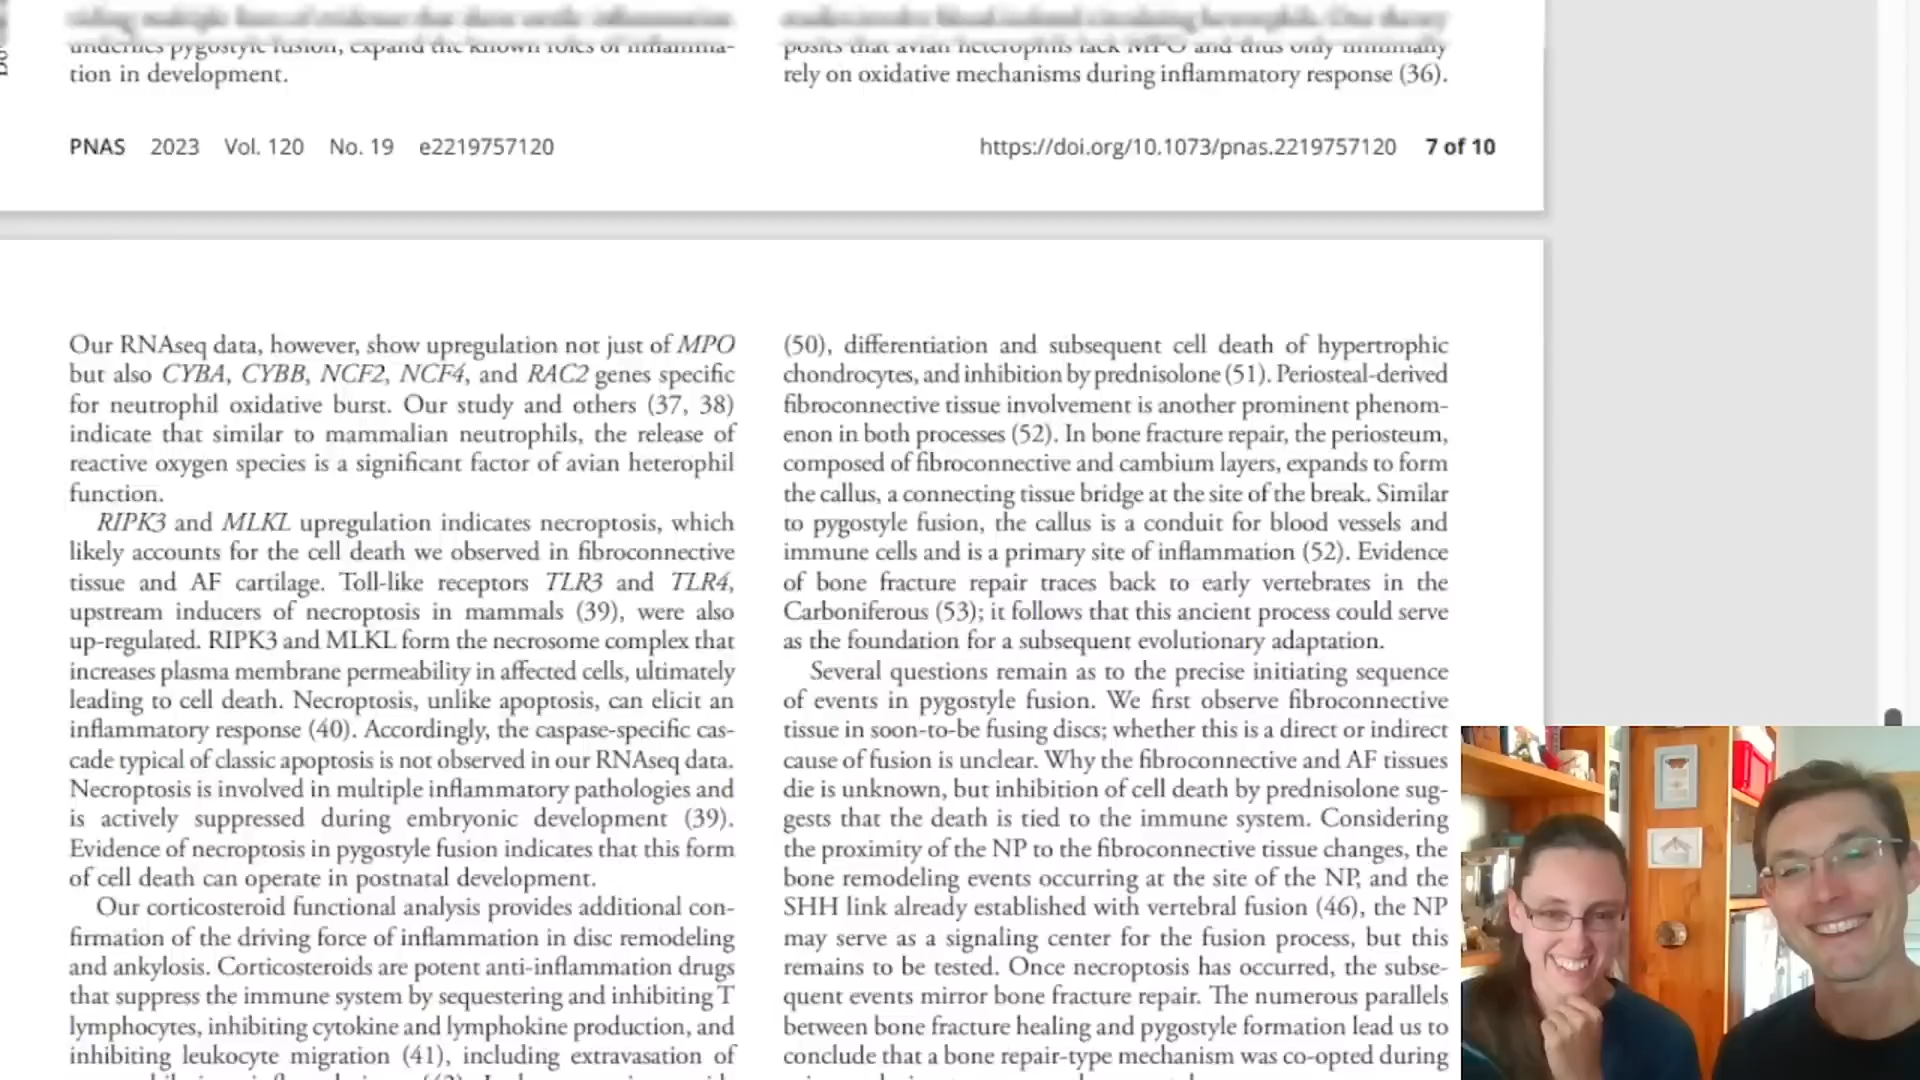 underlies pygostyle fusion, expand the known roles of inflamma-
tion in development.
posits that avian heterophils lack MPO and thus only minimally
rely on oxidative mechanisms during inflammatory response (36).
PNAS 2023 Vol. 120 No. 19 e2219757120
https://doi.org/10.1073/pnas.2219757120 7 of 10
Our RNAseq data, however, show upregulation not just of MPO
but also CYBA, CYBB, NCF2, NCF4, and RAC2 genes specific
for neutrophil oxidative burst. Our study and others (37, 38)
indicate that similar to mammalian neutrophils, the release of
reactive oxygen species is a significant factor of avian heterophil
function.
RIPK3 and MLKL upregulation indicates necroptosis, which
likely accounts for the cell death we observed in fibroconnective
tissue and AF cartilage. Toll-like receptors TLR3 and TLR4,
upstream inducers of necroptosis in mammals (39), were also
up-regulated. RIPK3 and MLKL form the necrosome complex that
increases plasma membrane permeability in affected cells, ultimately
leading to cell death. Necroptosis, unlike apoptosis, can elicit an
inflammatory response (40). Accordingly, the caspase-specific cas-
cade typical of classic apoptosis is not observed in our RNAseq data.
Necroptosis is involved in multiple inflammatory pathologies and
is actively suppressed during embryonic development (39).
Evidence of necroptosis in pygostyle fusion indicates that this form
of cell death can operate in postnatal development.
Our corticosteroid functional analysis provides additional con-
firmation of the driving force of inflammation in disc remodeling
and ankylosis. Corticosteroids are potent anti-inflammation drugs
that suppress the immune system by sequestering and inhibiting T
lymphocytes, inhibiting cytokine and lymphokine production, and
inhibiting leukocyte migration (41), including extravasation of
(50), differentiation and subsequent cell death of hypertrophic
chondrocytes, and inhibition by prednisolone (51). Periosteal-derived
fibroconnective tissue involvement is another prominent phenom-
enon in both processes (52). In bone fracture repair, the periosteum,
composed of fibroconnective and cambium layers, expands to form
the callus, a connecting tissue bridge at the site of the break. Similar
to pygostyle fusion, the callus is a conduit for blood vessels and
immune cells and is a primary site of inflammation (52). Evidence
of bone fracture repair traces back to early vertebrates in the
Carboniferous (53); it follows that this ancient process could serve
as the foundation for a subsequent evolutionary adaptation.
Several questions remain as to the precise initiating sequence
of events in pygostyle fusion. We first observe fibroconnective
tissue in soon-to-be fusing discs; whether this is a direct or indirect
cause of fusion is unclear. Why the fibroconnective and AF tissues
die is unknown, but inhibition of cell death by prednisolone sug-
gests that the death is tied to the immune system. Considering
the proximity of the NP to the fibroconnective tissue changes, the
bone remodeling events occurring at the site of the NP, and the
SHH link already established with vertebral fusion (46), the NP
may serve as a signaling center for the fusion process, but this
remains to be tested. Once necroptosis has occurred, the subse-
quent events mirror bone fracture repair. The numerous parallels
between bone fracture healing and pygostyle formation lead us to
conclude that a bone repair-type mechanism was co-opted during